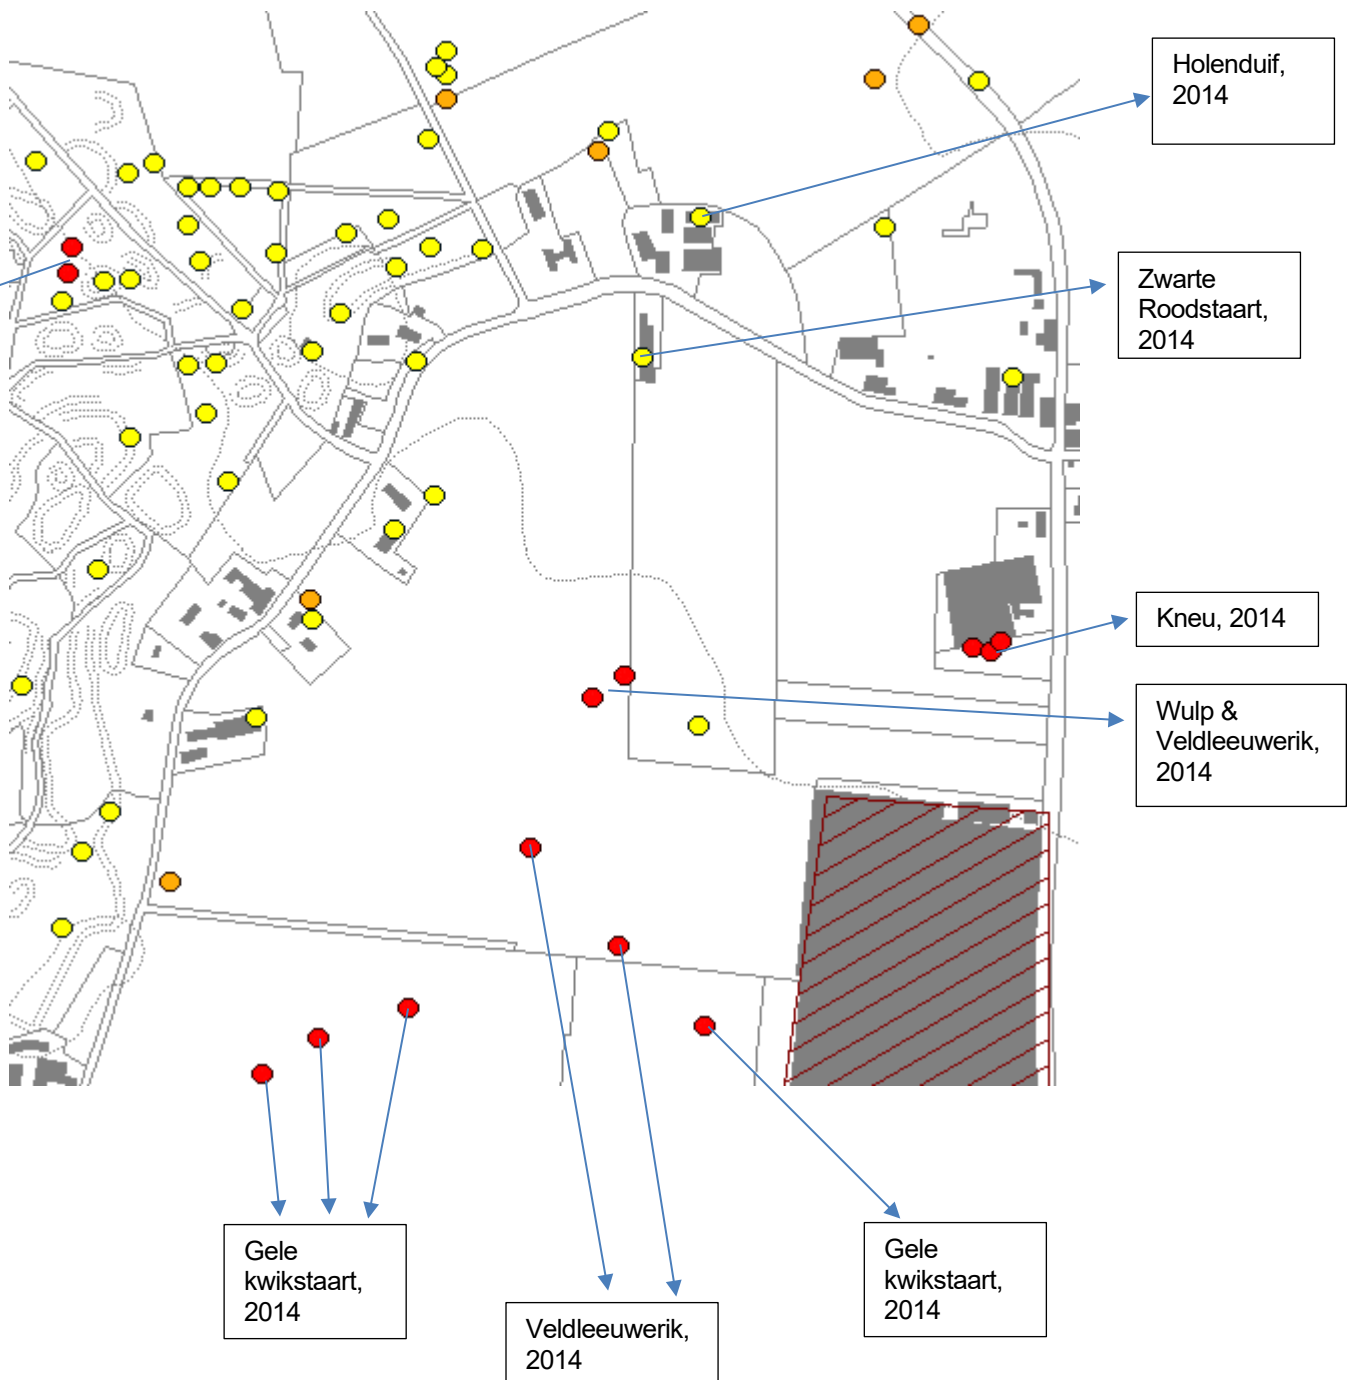 Holenduif,
2014
Zwarte
Roodstaart,
2014
Kneu, 2014
Wulp &
Veldleeuwerik,
2014
Gele
kwikstaart,
2014
Gele
kwikstaart,
2014
Veldleeuwerik,
2014